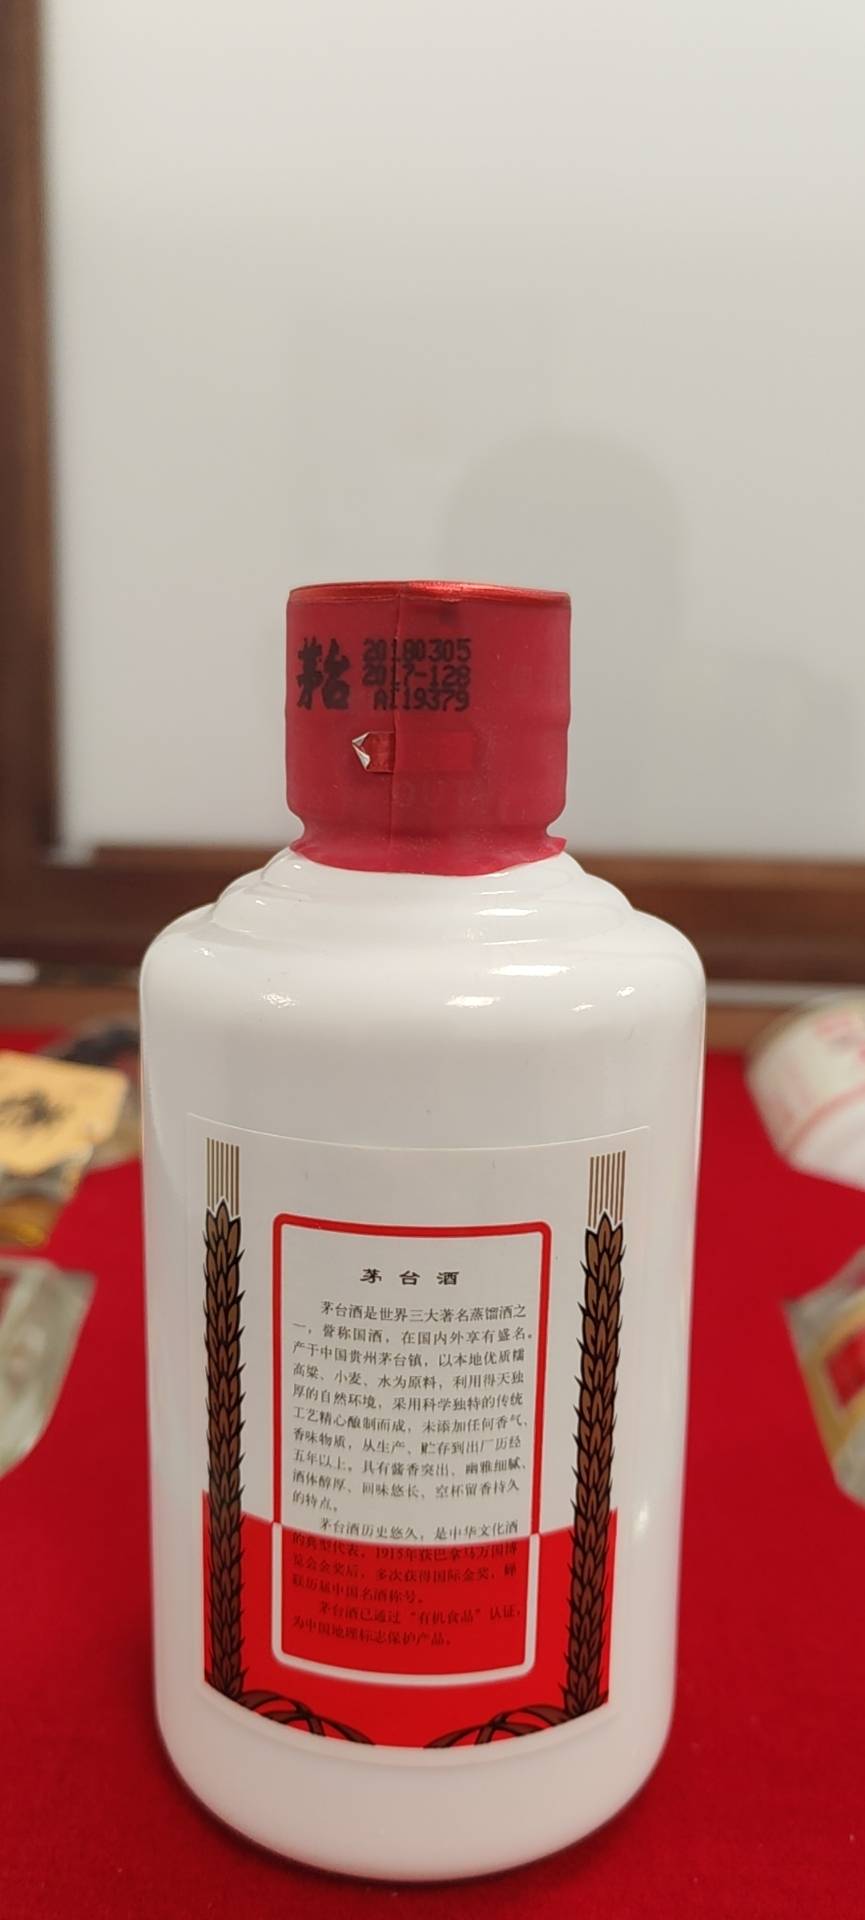 茅台
20180305
2017-128
AI19379
茅台酒
茅台酒是世界三大著名蒸馏酒之
一，誉称国酒，在国内外享有盛名。
产于中国贵州茅台镇，以本地优质糯
高粱、小麦、水为原料，利用得天独
厚的自然环境，采用科学独特的传统
工艺精心酿制而成，未添加任何香气、
香味物质，从生产、贮存到出厂历经
五年以上。具有酱香突出、幽雅细腻、
酒体醇厚、回味悠长、空杯留香持久
的特点。
茅台酒历史悠久，是中华文化酒
的典型代表。1915年获巴拿马万国博
览会金奖后，多次获得国际金奖，蝉
联历届中国名酒称号。
茅台酒已通过“有机食品”认证，
为中国地理标志保护产品。